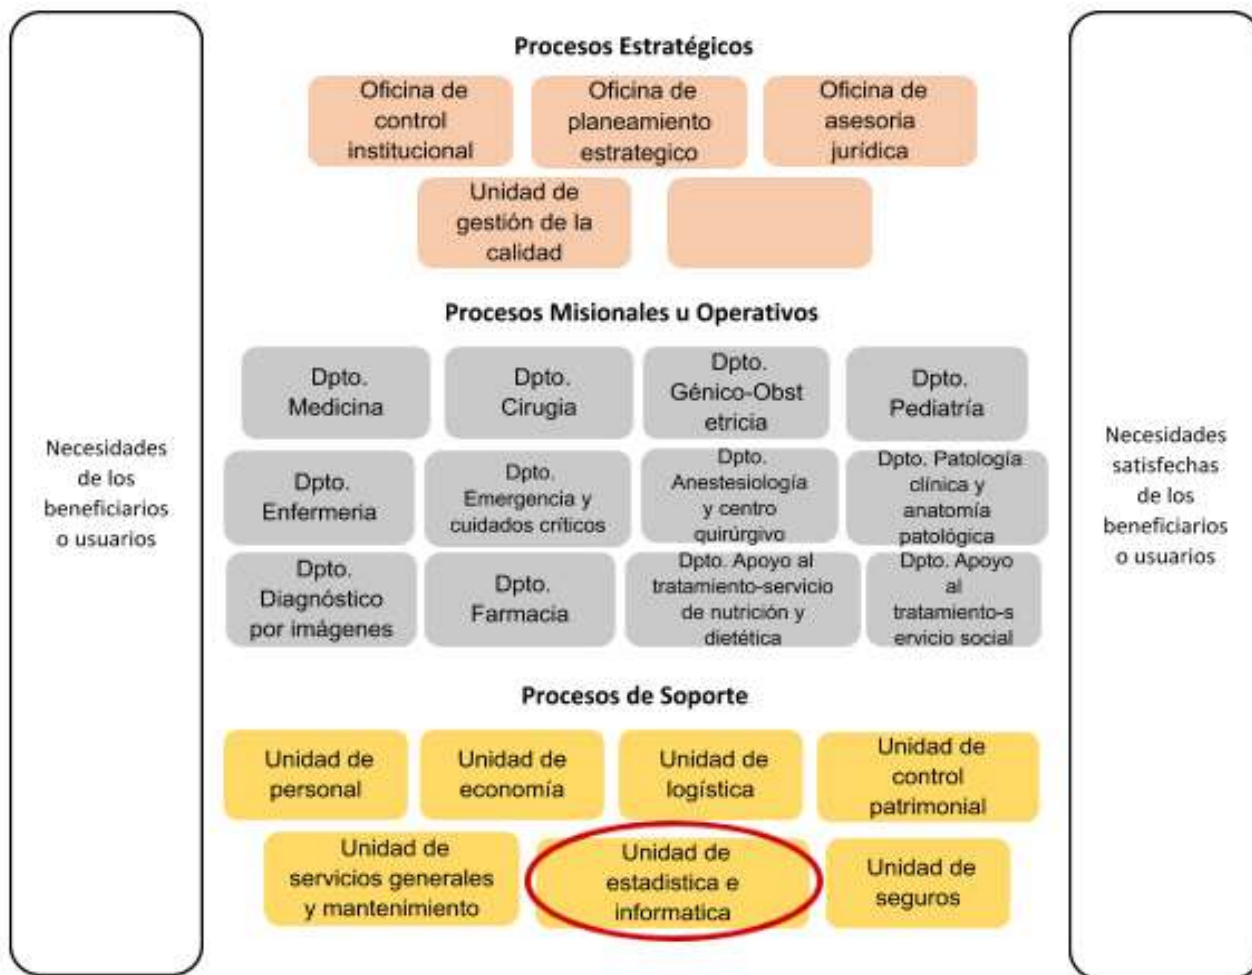 Procesos Estratégicos
Oficina de
control
institucional
Oficina de
planeamiento
estrategico
Oficina de
asesoria
jurídica
Unidad de
gestión de la
calidad
Procesos Misionales u Operativos
Dpto.
Medicina
Dpto.
Cirugia
Dpto.
Génico-Obst
etricia
Dpto.
Pediatría
Necesidades
de los
beneficiarios
o usuarios
Dpto.
Enfermeria
Dpto.
Emergencia y
cuidados críticos
Dpto.
Anestesiología
y centro
quirúrgivo
Dpto. Patología
clínica y
anatomía
patológica
Necesidades
satisfechas
de los
beneficiarios
o usuarios
Dpto.
Diagnóstico
por imágenes
Dpto.
Farmacia
Dpto. Apoyo al
tratamiento-servicio
de nutrición y
dietética
Dpto. Apoyo
al
tratamiento-s
ervicio social
Procesos de Soporte
Unidad de
personal
Unidad de
economía
Unidad de
logística
Unidad de
control
patrimonial
Unidad de
servicios generales
y mantenimiento
Unidad de
estadistica e
informatica
Unidad de
seguros